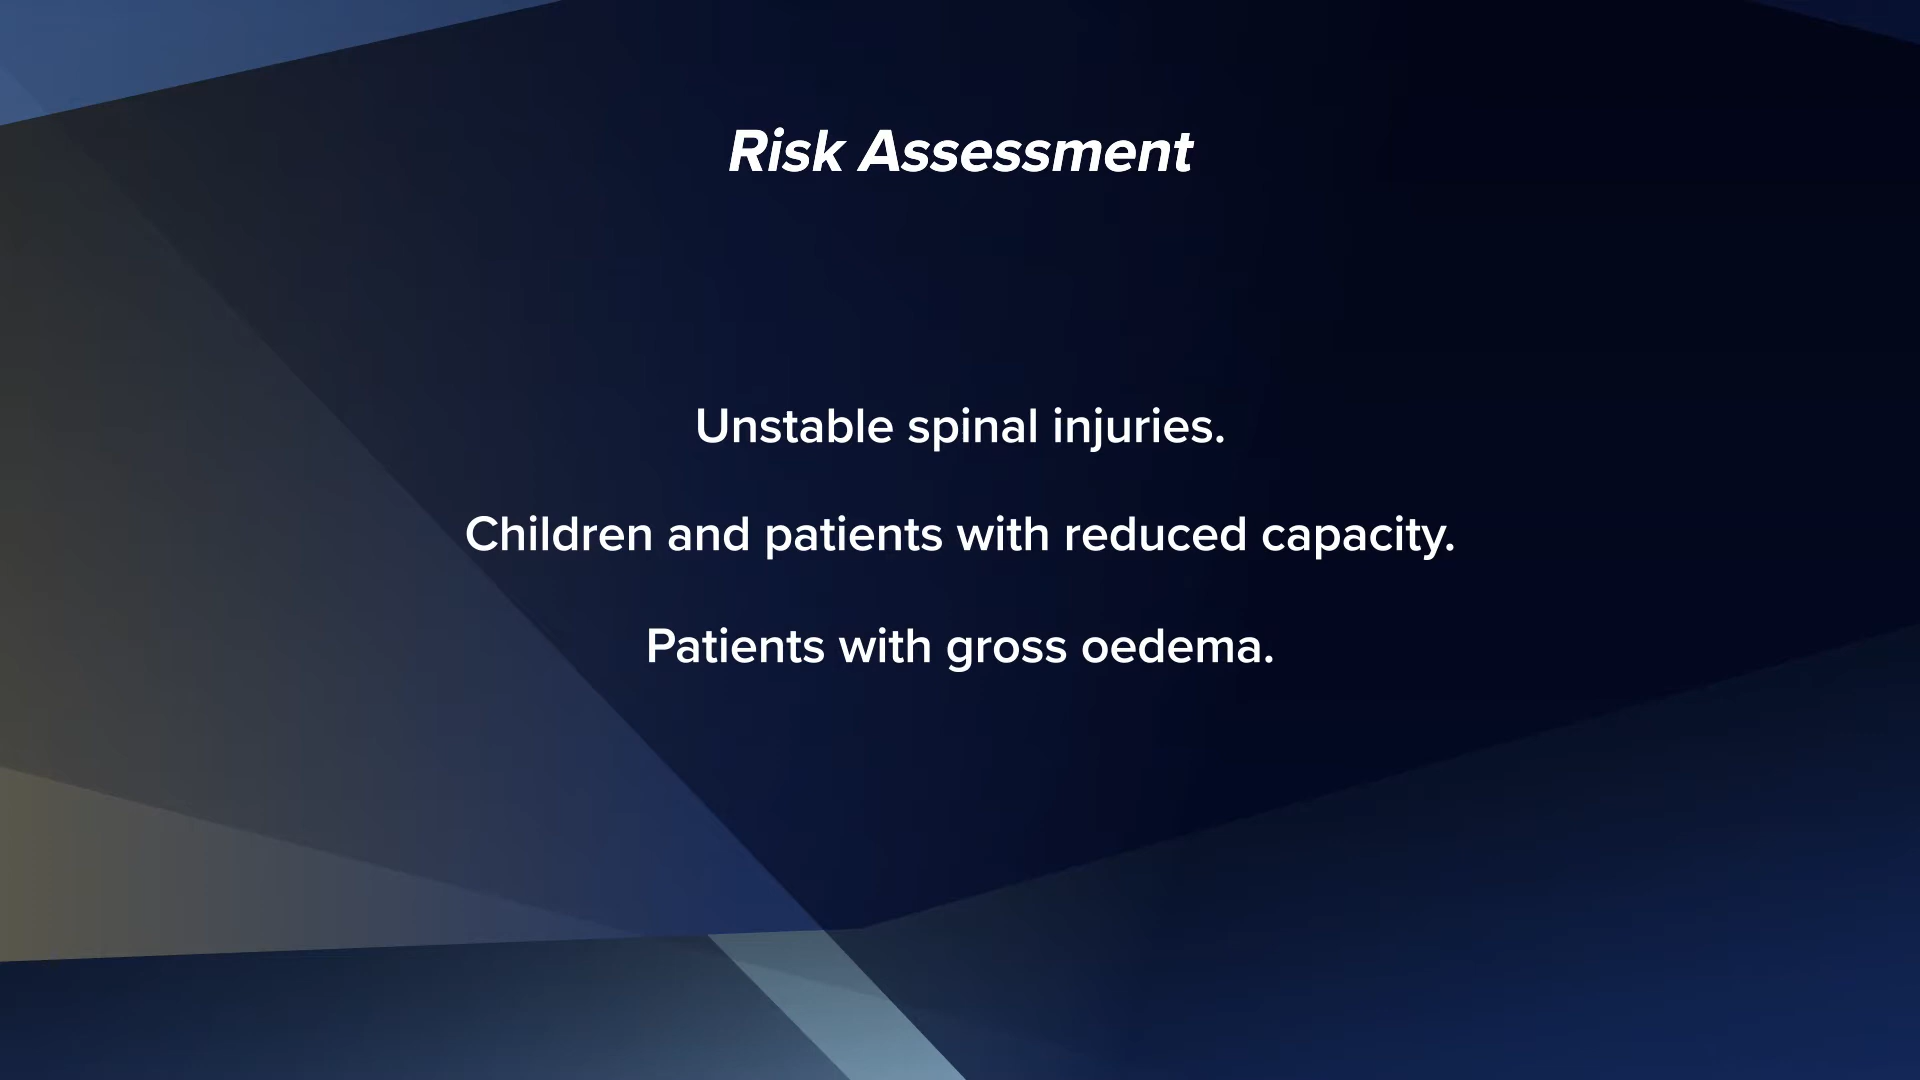 Risk Assessment
Unstable spinal injuries.
Children and patients with reduced capacity.
Patients with gross oedema.